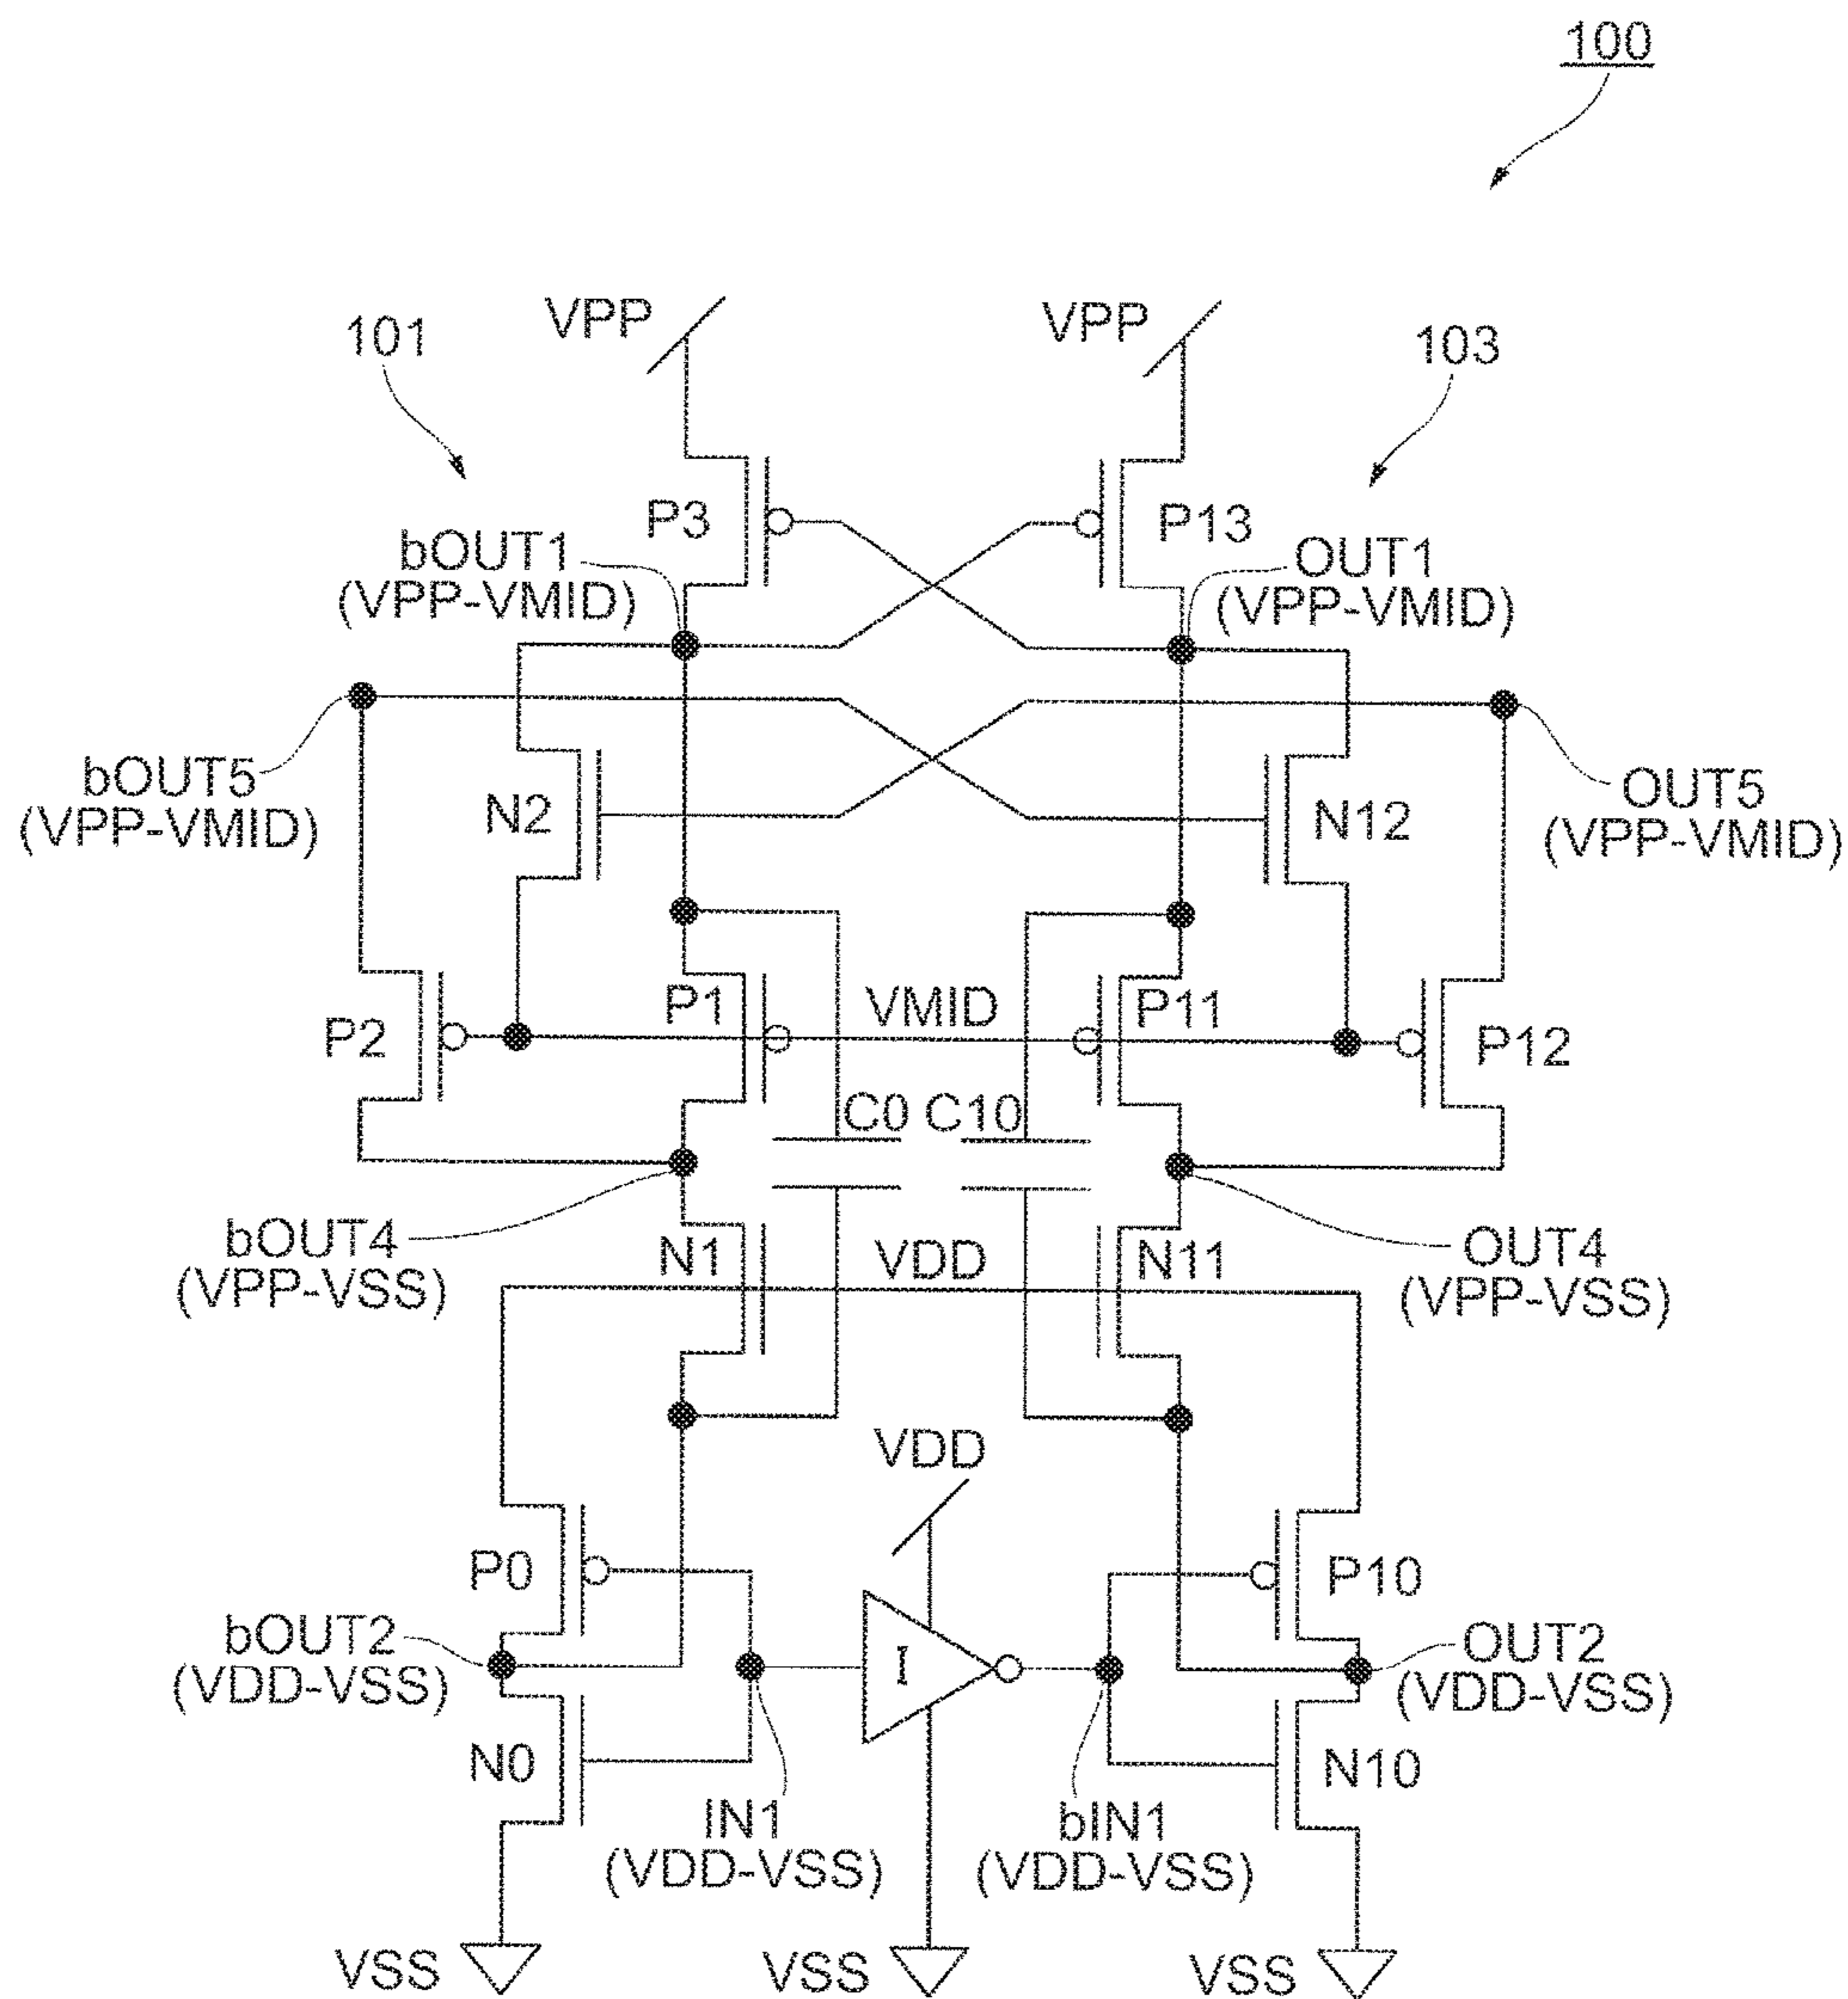 100
VPP
VPP
101
103
P3
P13
bOUT1
(VPP-VMID)
OUT1
(VPP-VMID)
bOUT5
(VPP-VMID)
N2
N12
OUT5
(VPP-VMID)
P2
P1
VMID
P11
P12
C0
C10
bOUT4
(VPP-VSS)
N1
VDD
N11
OUT4
(VPP-VSS)
VDD
P0
P10
bOUT2
(VDD-VSS)
I
OUT2
(VDD-VSS)
N0
N10
IN1
(VDD-VSS)
bIN1
(VDD-VSS)
VSS
VSS
VSS